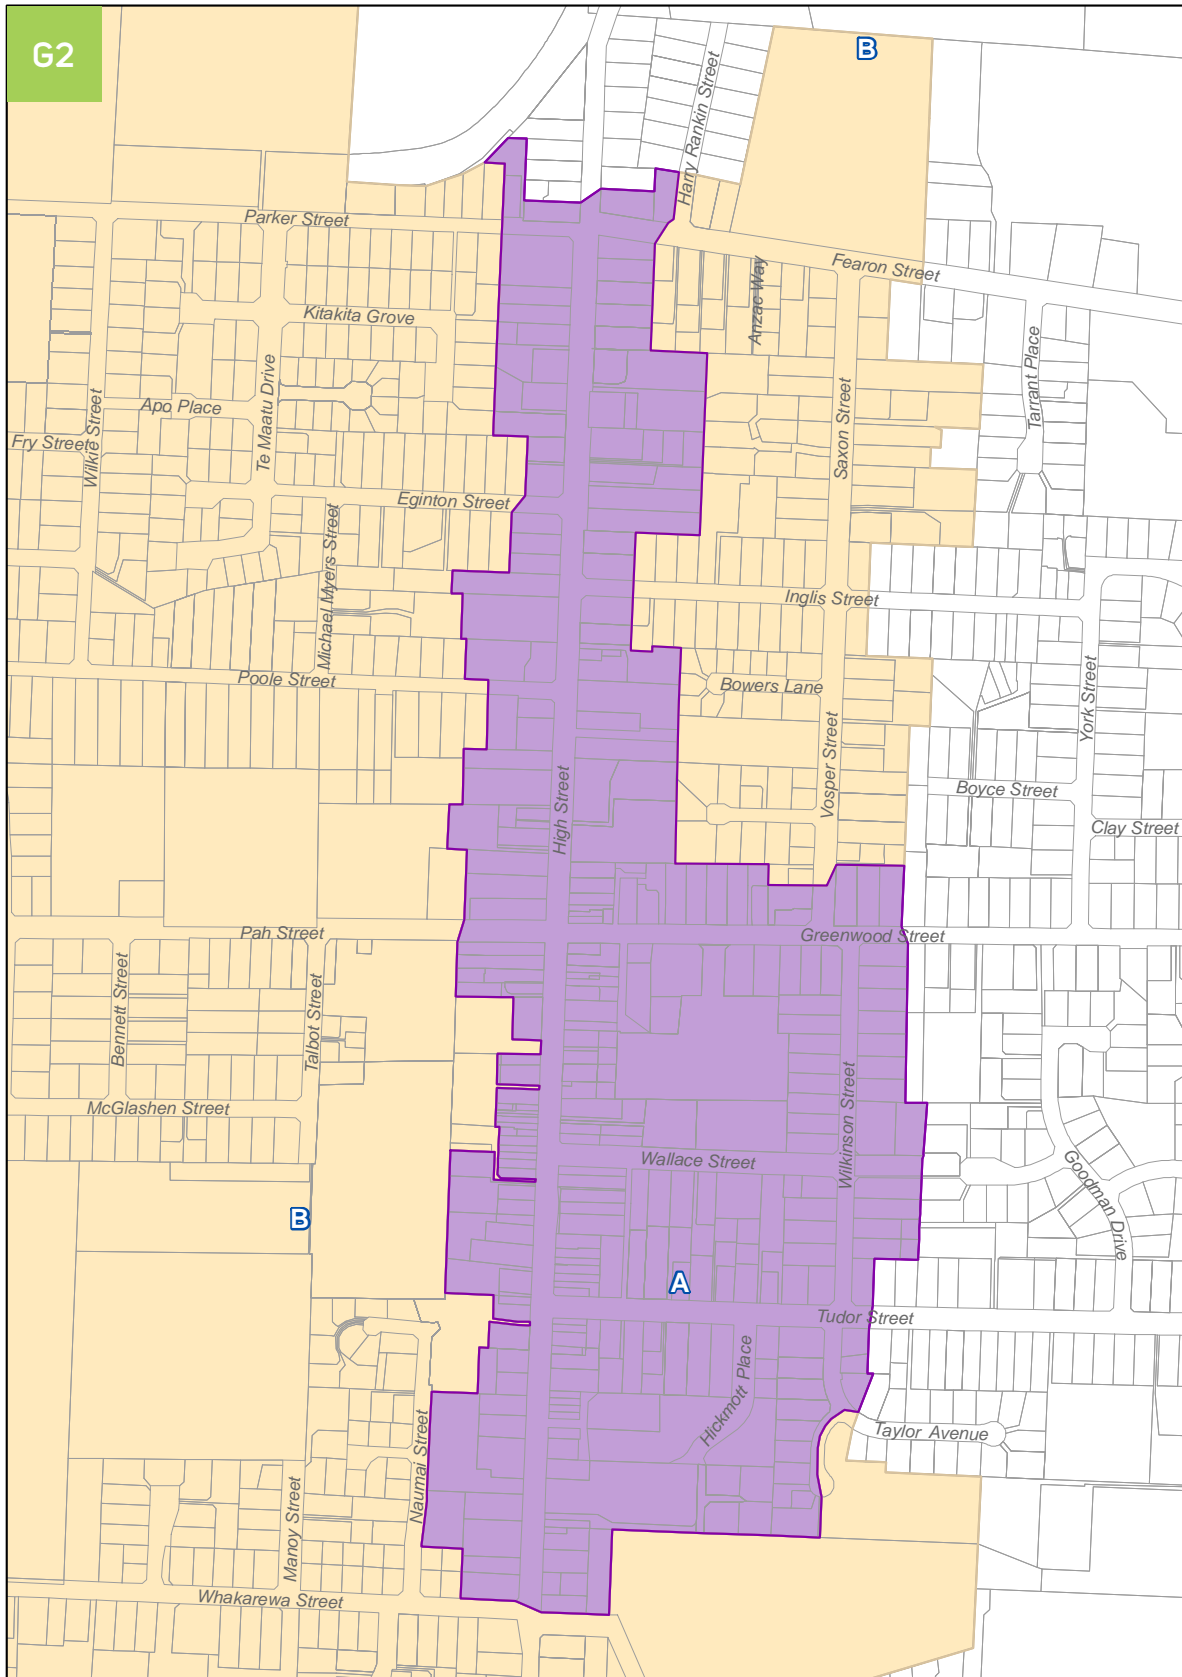 G2
B
Harry Rankin Street
Parker Street
Fearon Street
Anzac Way
Kitakita Grove
Tarrant Place
Te Maatu Drive
Saxon Street
Apo Place
Wilkie Street
Fry Street
Eginton Street
Michael Myers Street
Inglis Street
Poole Street
Bowers Lane
York Street
Vosper Street
High Street
Boyce Street
Clay Street
Pah Street
Greenwood Street
Bennett Street
Talbot Street
McGlashen Street
Wilkinson Street
Wallace Street
Goodman Drive
B
A
Tudor Street
Hickmott Place
Taylor Avenue
Naumai Street
Manoy Street
Whakarewa Street